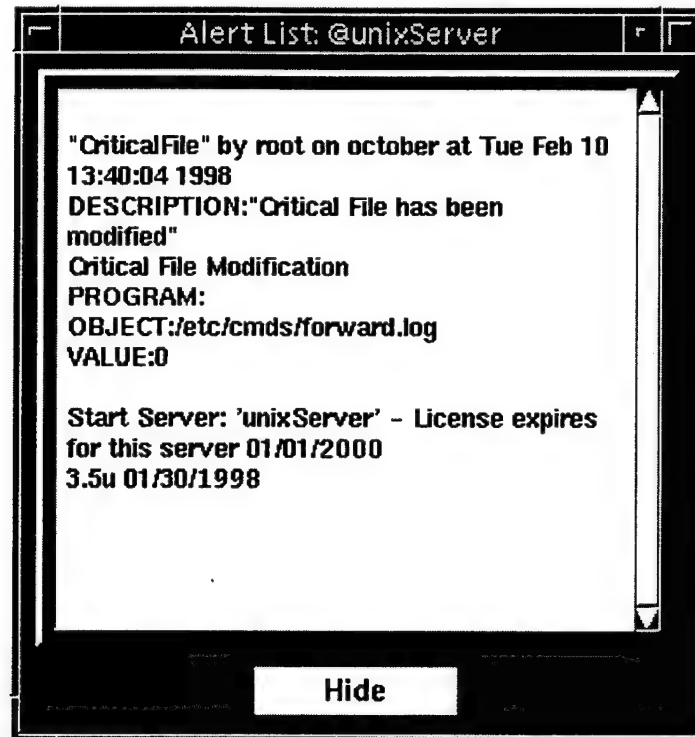 Alert List: @unixServer
"CriticalFile" by root on october at Tue Feb 10
13:40:04 1998
DESCRIPTION:"Critical File has been
modified"
Critical File Modification
PROGRAM:
OBJECT:/etc/cmds/forward.log
VALUE:0
Start Server: 'unixServer' - License expires
for this server 01/01/2000
3.5u 01/30/1998
Hide